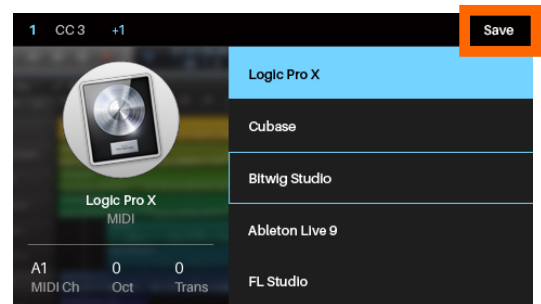 1 CC 3 +1 Save
Logic Pro X
Cubase
Bitwig Studio
Ableton Live 9
FL Studio
Logic Pro X
MIDI
A1 0 0
MIDI Ch Oct Trans